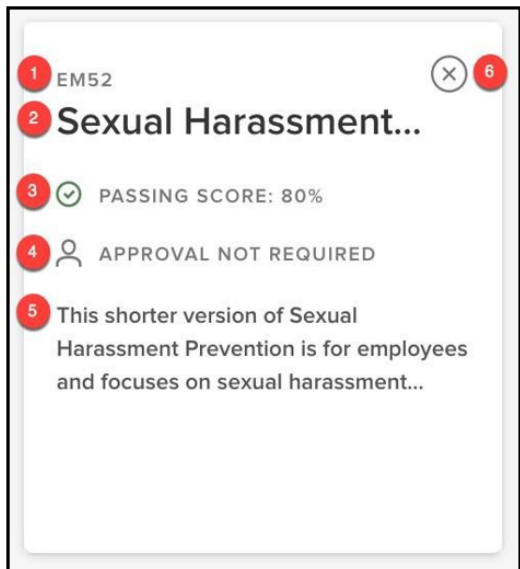 1 EM52 6
2 Sexual Harassment...
3 PASSING SCORE: 80%
4 APPROVAL NOT REQUIRED
5 This shorter version of Sexual
Harassment Prevention is for employees
and focuses on sexual harassment...